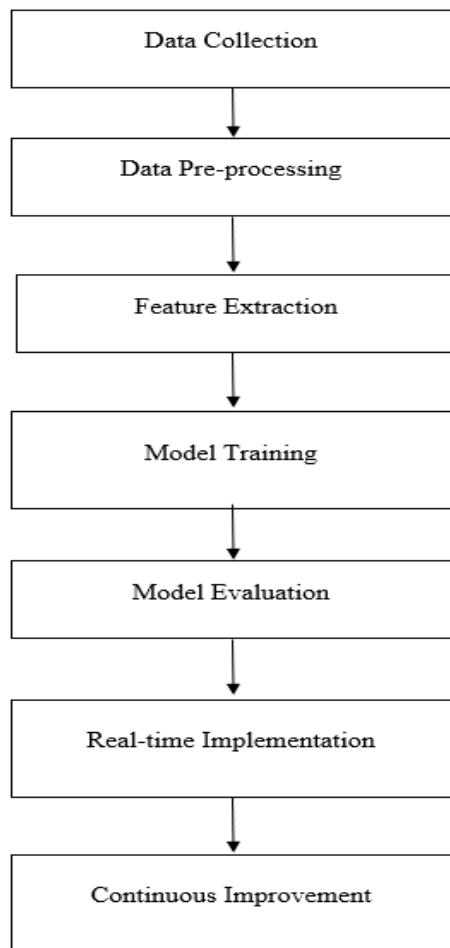 Data Collection
Data Pre-processing
Feature Extraction
Model Training
Model Evaluation
Real-time Implementation
Continuous Improvement